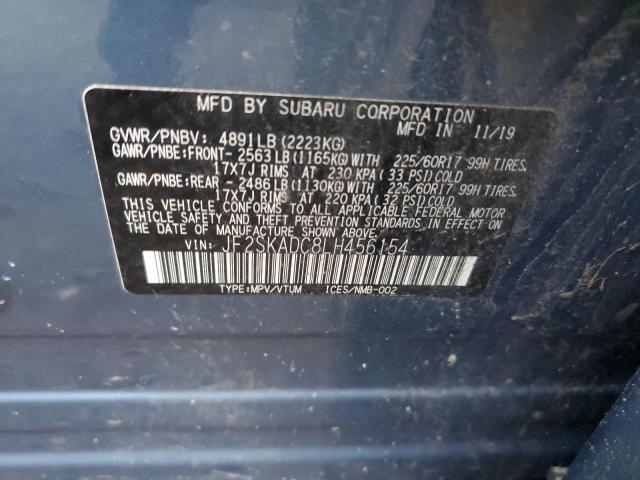 MFD BY SUBARU CORPORATION
MFD IN 11/19
GVWR/PNBV: 4891LB (2223KG)
GAWR/PNBE:FRONT- 2563LB(1165KG)WITH 225/60R17 99H TIRES,
17X7J RIMS AT 230 KPA( 33 PSI)COLD
GAWR/PNBE:REAR -2486LB(1130KG)WITH 225/60R17 99H TIRES,
17X7J RIMS AT 220 KPA( 32 PSI)COLD
THIS VEHICLE CONFORMS TO ALL APPLICABLE FEDERAL MOTOR
VEHICLE SAFETY AND THEFT PREVENTION STANDARDS IN EFFECT ON
THE DATE OF MANUFACTURE SHOWN ABOVE.
VIN: JF2SKADC8LH456154
TYPE:MPV/VTUM ICES/NMB-002